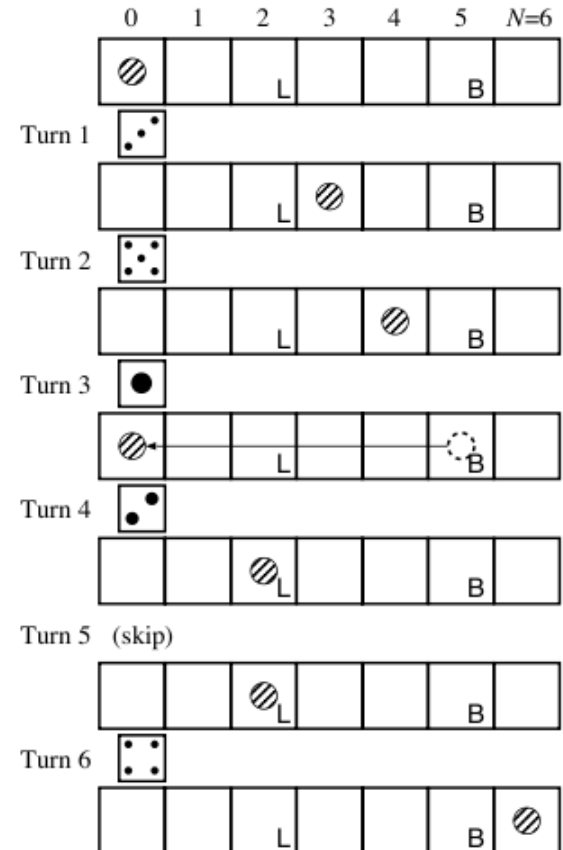 0 1 2 3 4 5 N=6
L B
Turn 1
L B
Turn 2
L B
Turn 3
L B
Turn 4
L B
Turn 5 (skip)
L B
Turn 6
L B